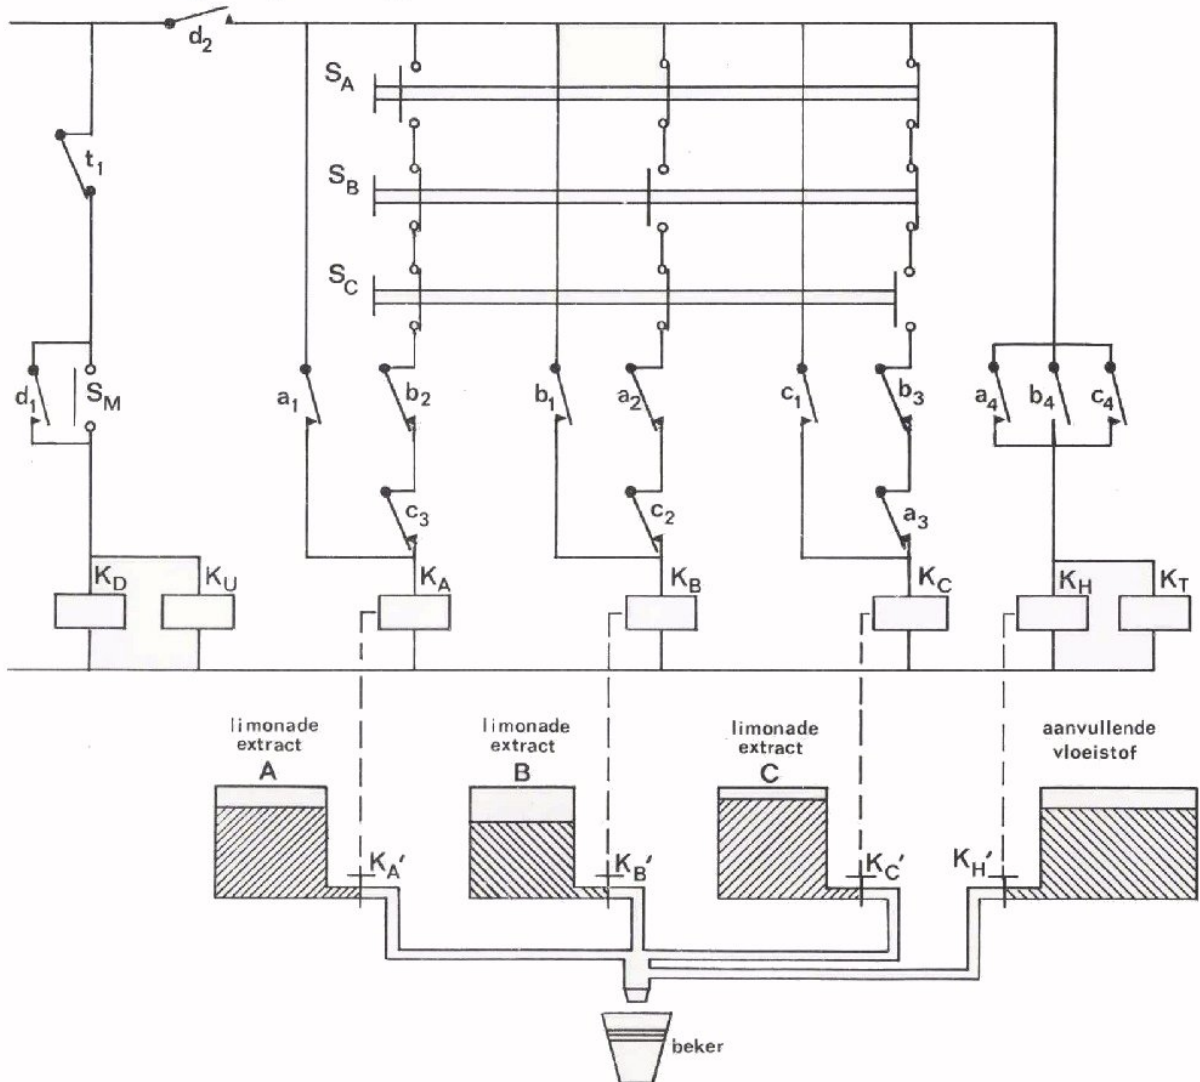 d2
SA
t1
SB
SC
d1 SM a1 b2 b1 a2 c1 b3 a4 b4 c4
c3 c2 a3
KD KU KA KB KC KH KT
limonade extract A
limonade extract B
limonade extract C
aanvullende vloeistof
KA' KB' KC' KH'
beker